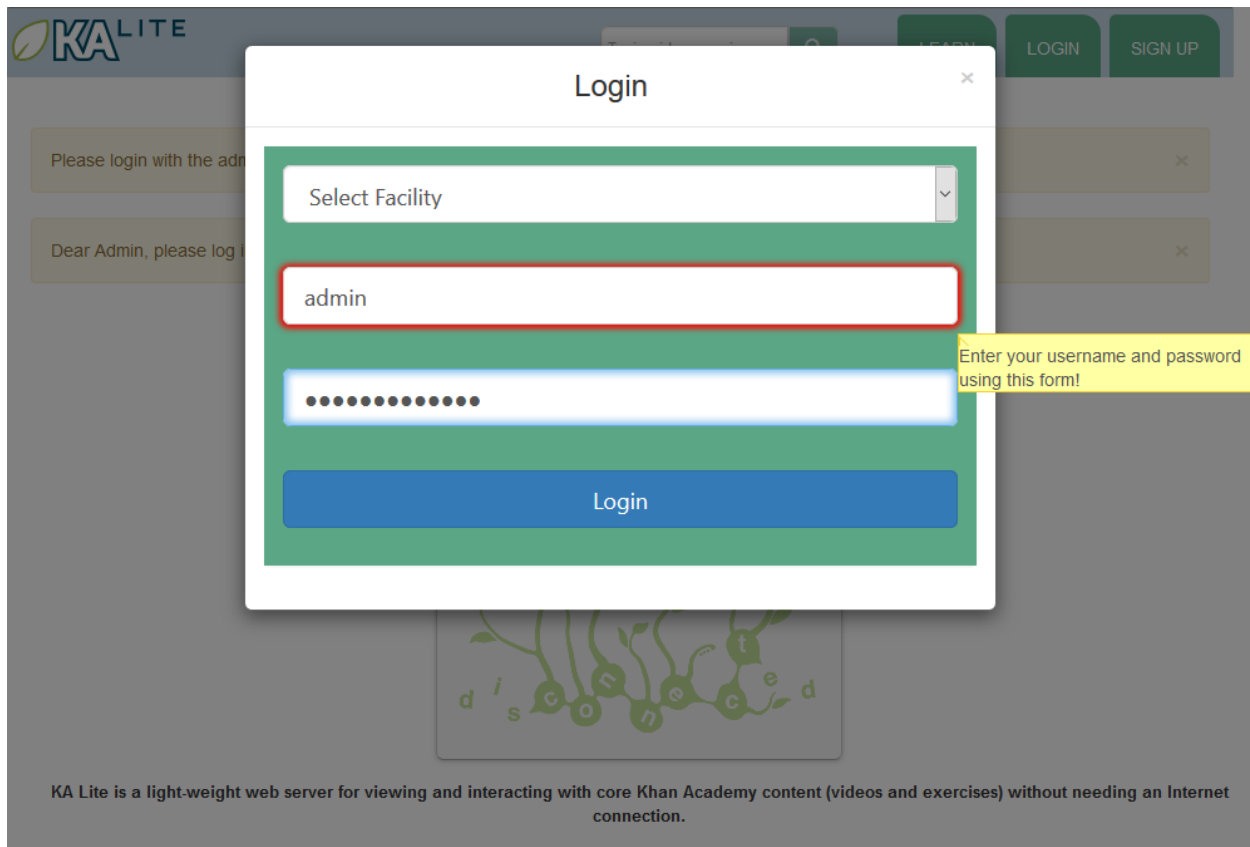 KA LITE
LOGIN
SIGN UP
Login
×
Please login with the
×
Select Facility
Dear Admin, please log
×
admin
Enter your username and password
using this form!
•••••••••••••
Login
disconnected
KA Lite is a light-weight web server for viewing and interacting with core Khan Academy content (videos and exercises) without needing an Internet
connection.